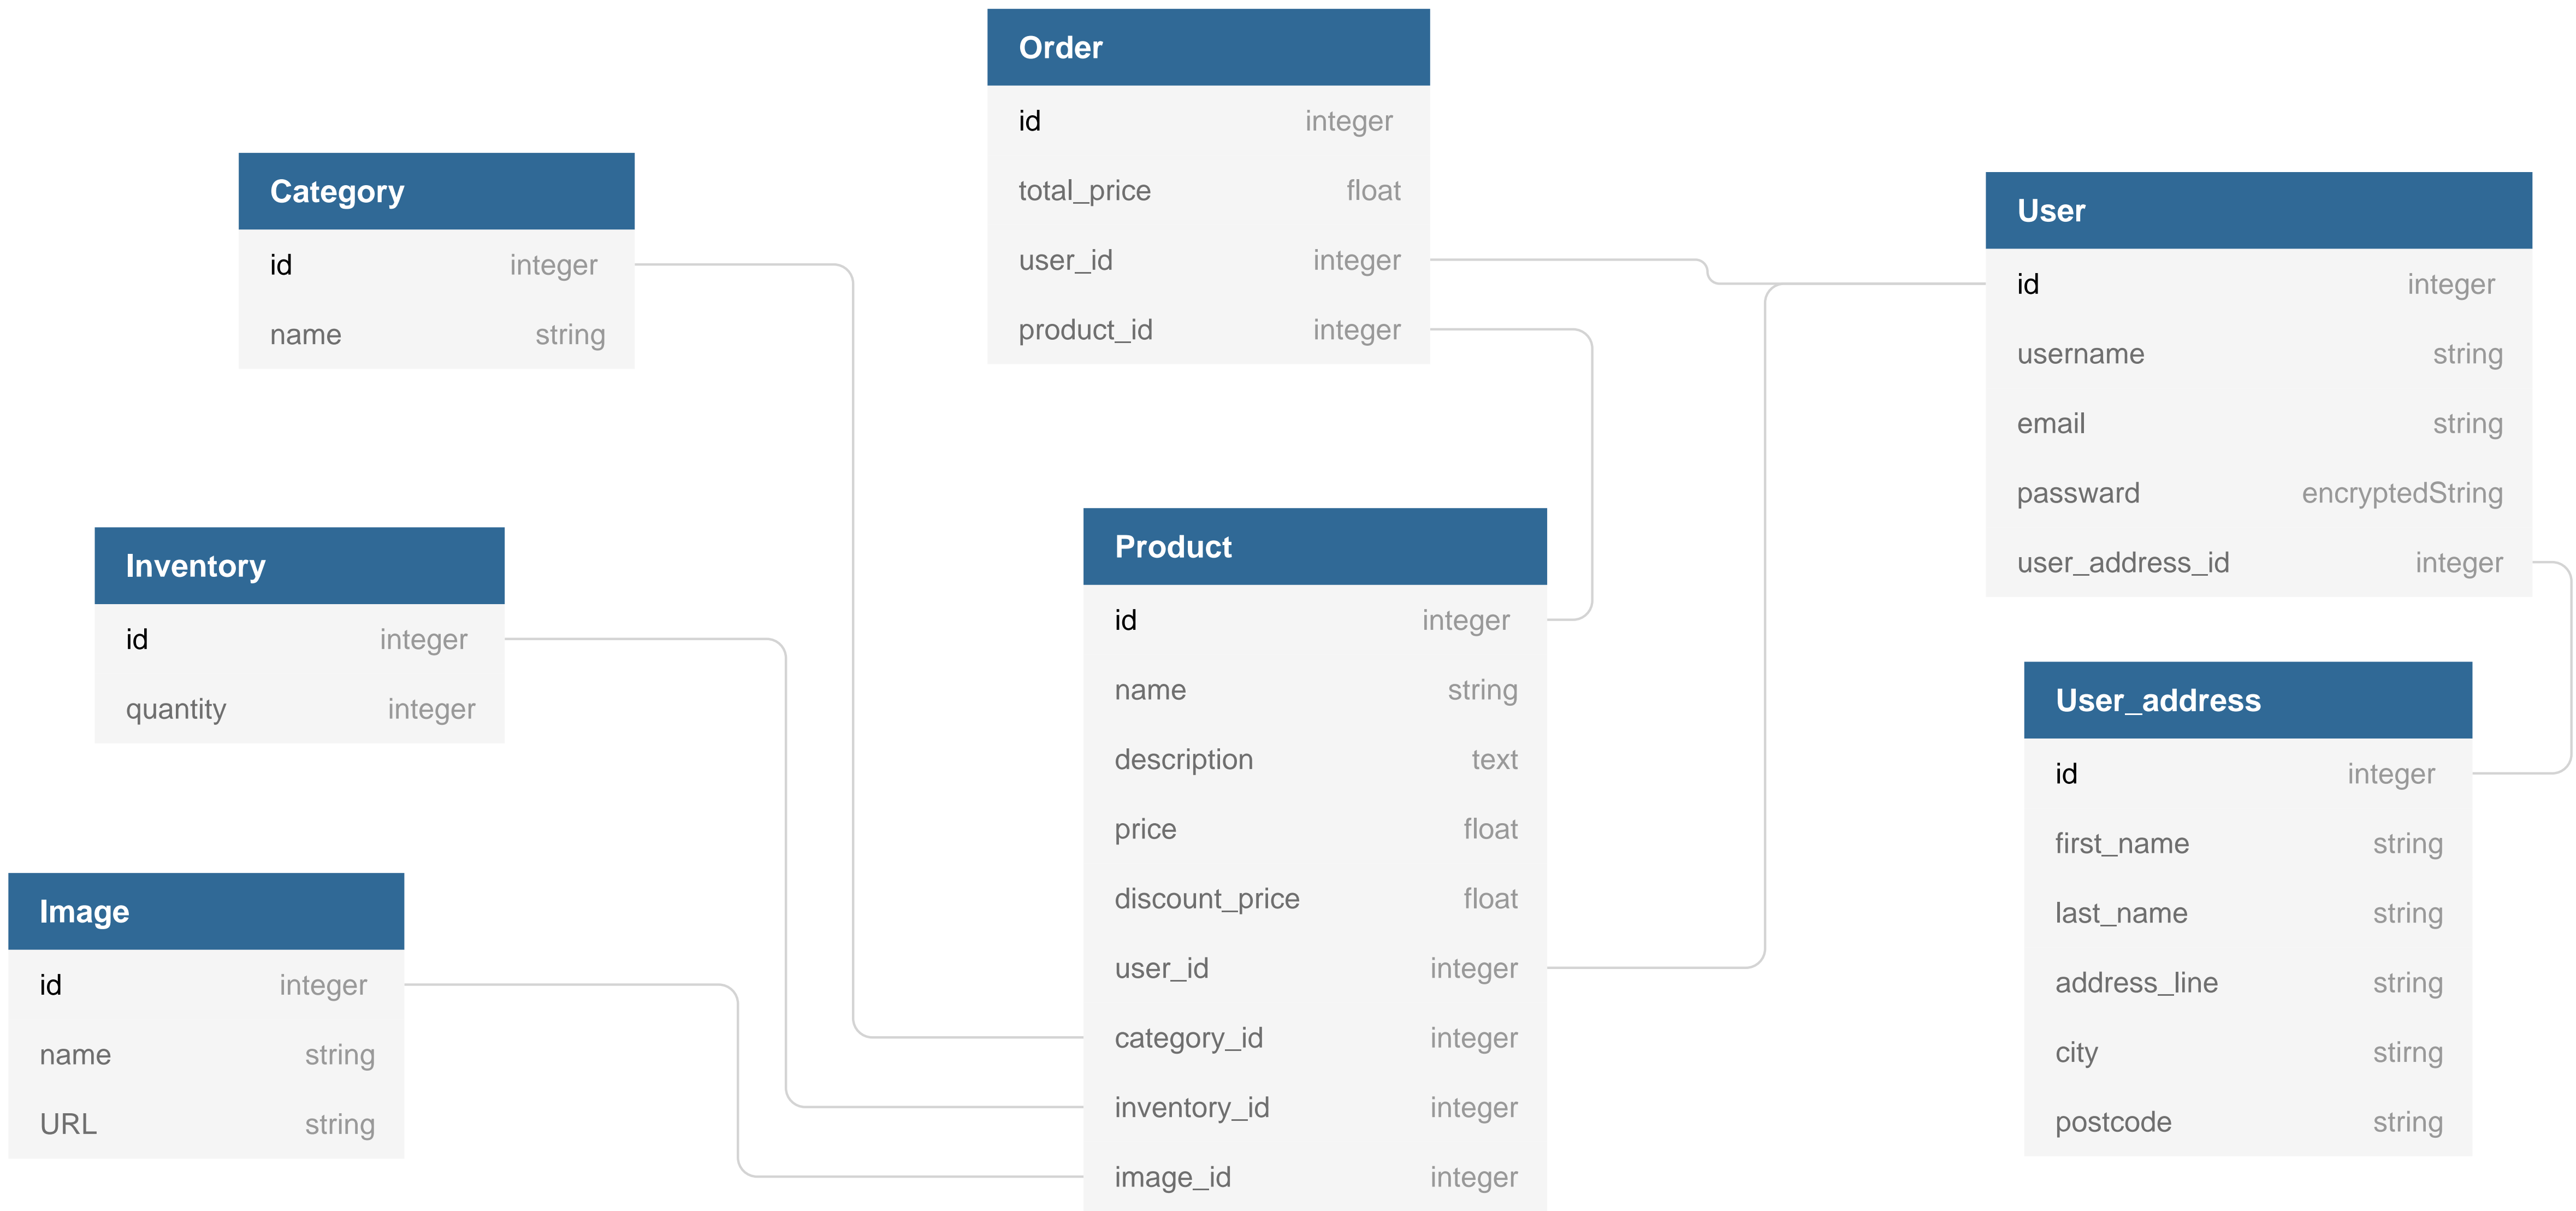 Order
id integer
total_price float
user_id integer
product_id integer
Category
id integer
name string
User
id integer
username string
email string
passward encryptedString
user_address_id integer
Inventory
id integer
quantity integer
Product
id integer
name string
description text
price float
discount_price float
user_id integer
category_id integer
inventory_id integer
image_id integer
User_address
id integer
first_name string
last_name string
address_line string
city stirng
postcode string
Image
id integer
name string
URL string